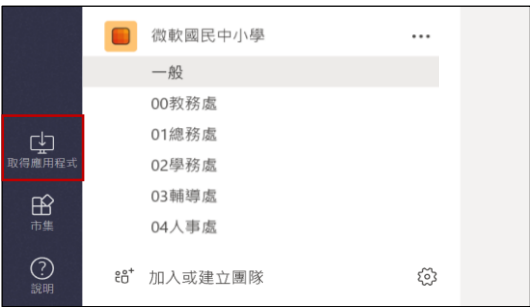 微軟國民中小學
一般
00教務處
01總務處
02學務處
03輔導處
04人事處
加入或建立團隊
取得應用程式
市集
說明